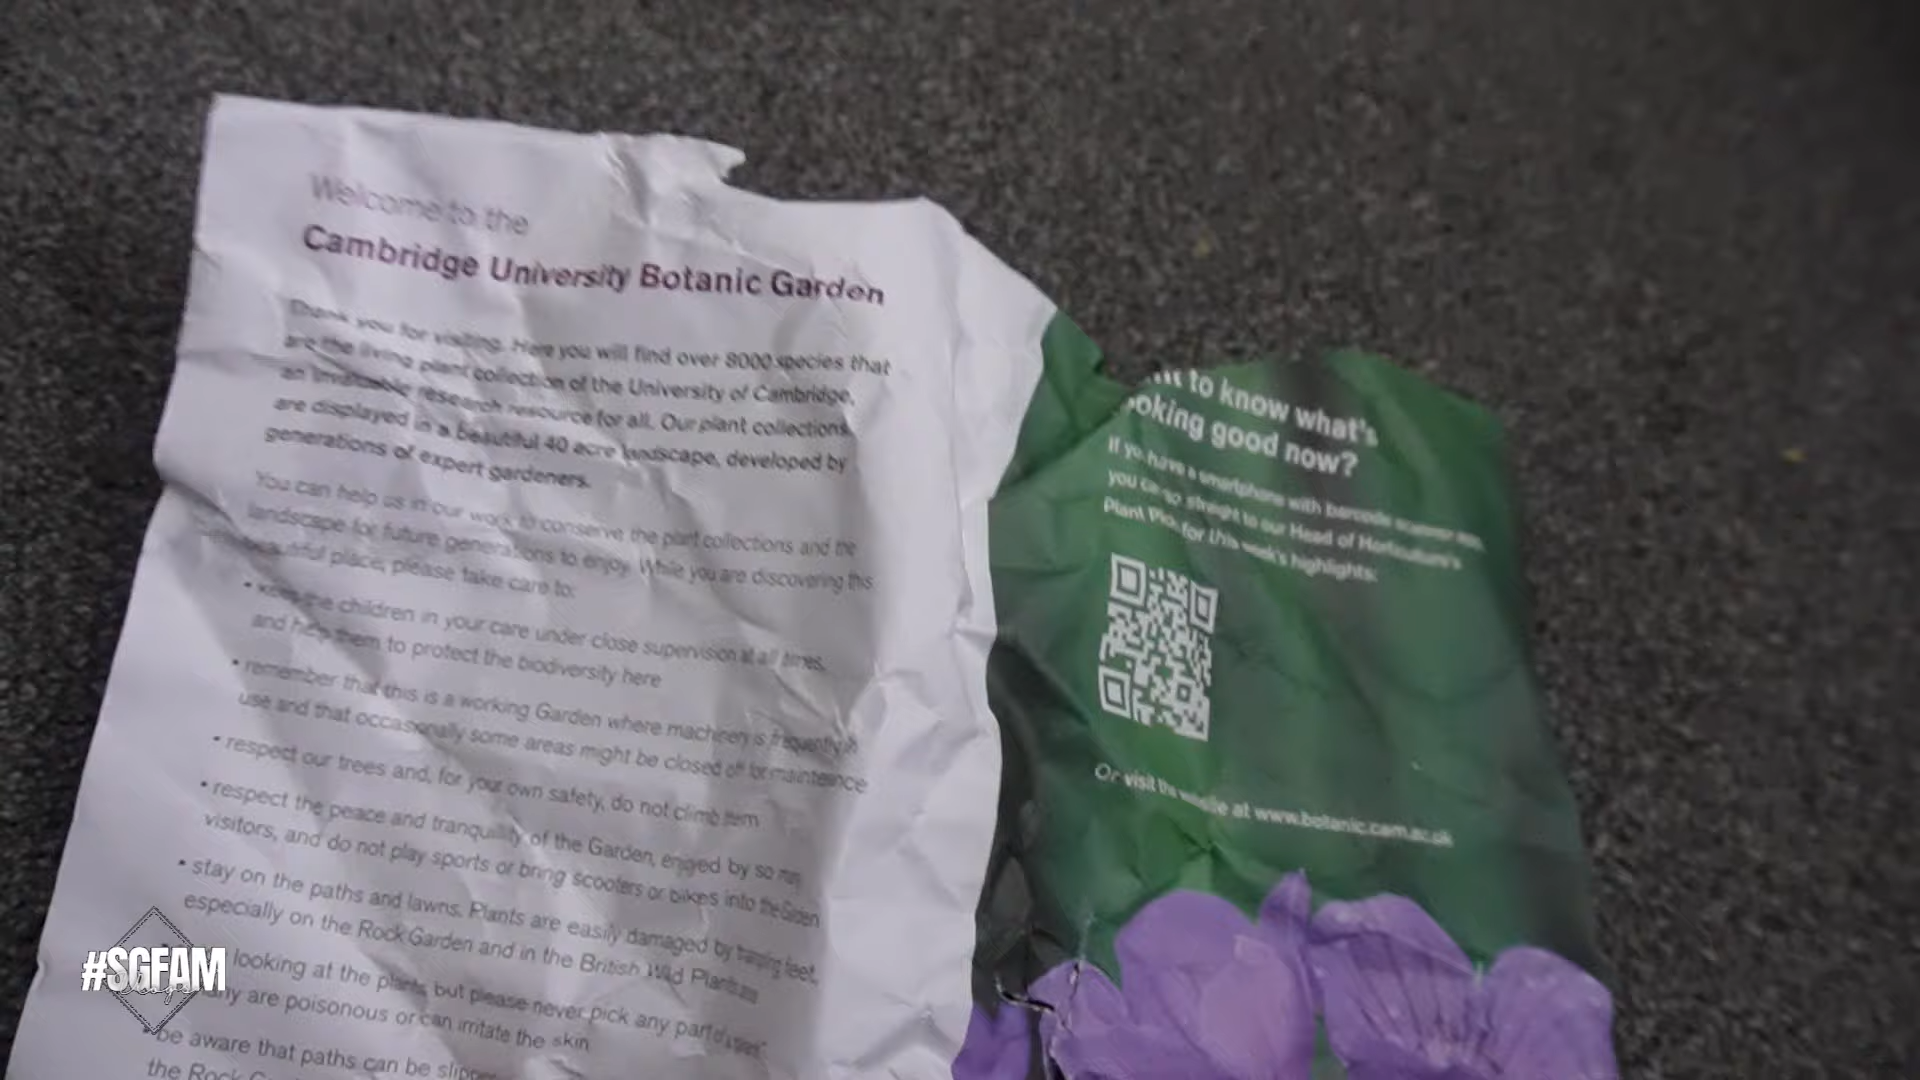 Welcome to the
Cambridge University Botanic Garden
Thank you for visiting. Here you will find over 8000 species that
are the living plant collection of the University of Cambridge,
an invaluable research resource for all. Our plant collections
are displayed in a beautiful 40 acre landscape, developed by
generations of expert gardeners.
You can help us in our work to conserve the plant collections and the
landscape for future generations to enjoy. While you are discovering this
beautiful place, please take care to:
• keep the children in your care under close supervision at all times,
and help them to protect the biodiversity here
• remember that this is a working Garden where machinery is frequently in
use and that occasionally some areas might be closed off for maintenance
• respect our trees and, for your own safety, do not climb them
• respect the peace and tranquility of the Garden, enjoyed by so many
visitors, and do not play sports or bring scooters or bikes into the Garden
• stay on the paths and lawns. Plants are easily damaged by tramping feet,
especially on the Rock Garden and in the British Wild Plants
looking at the plants, but please never pick any part
many are poisonous or can irritate the skin
be aware that paths can be
the Rock
to know what's
oking good now?
If you have a smartphone with barcode scanner app,
you can go straight to our Head of Horticulture's
Plant Picks for this week's highlights:
Or visit the website at www.botanic.cam.ac.uk
#SGFAM
vlogs